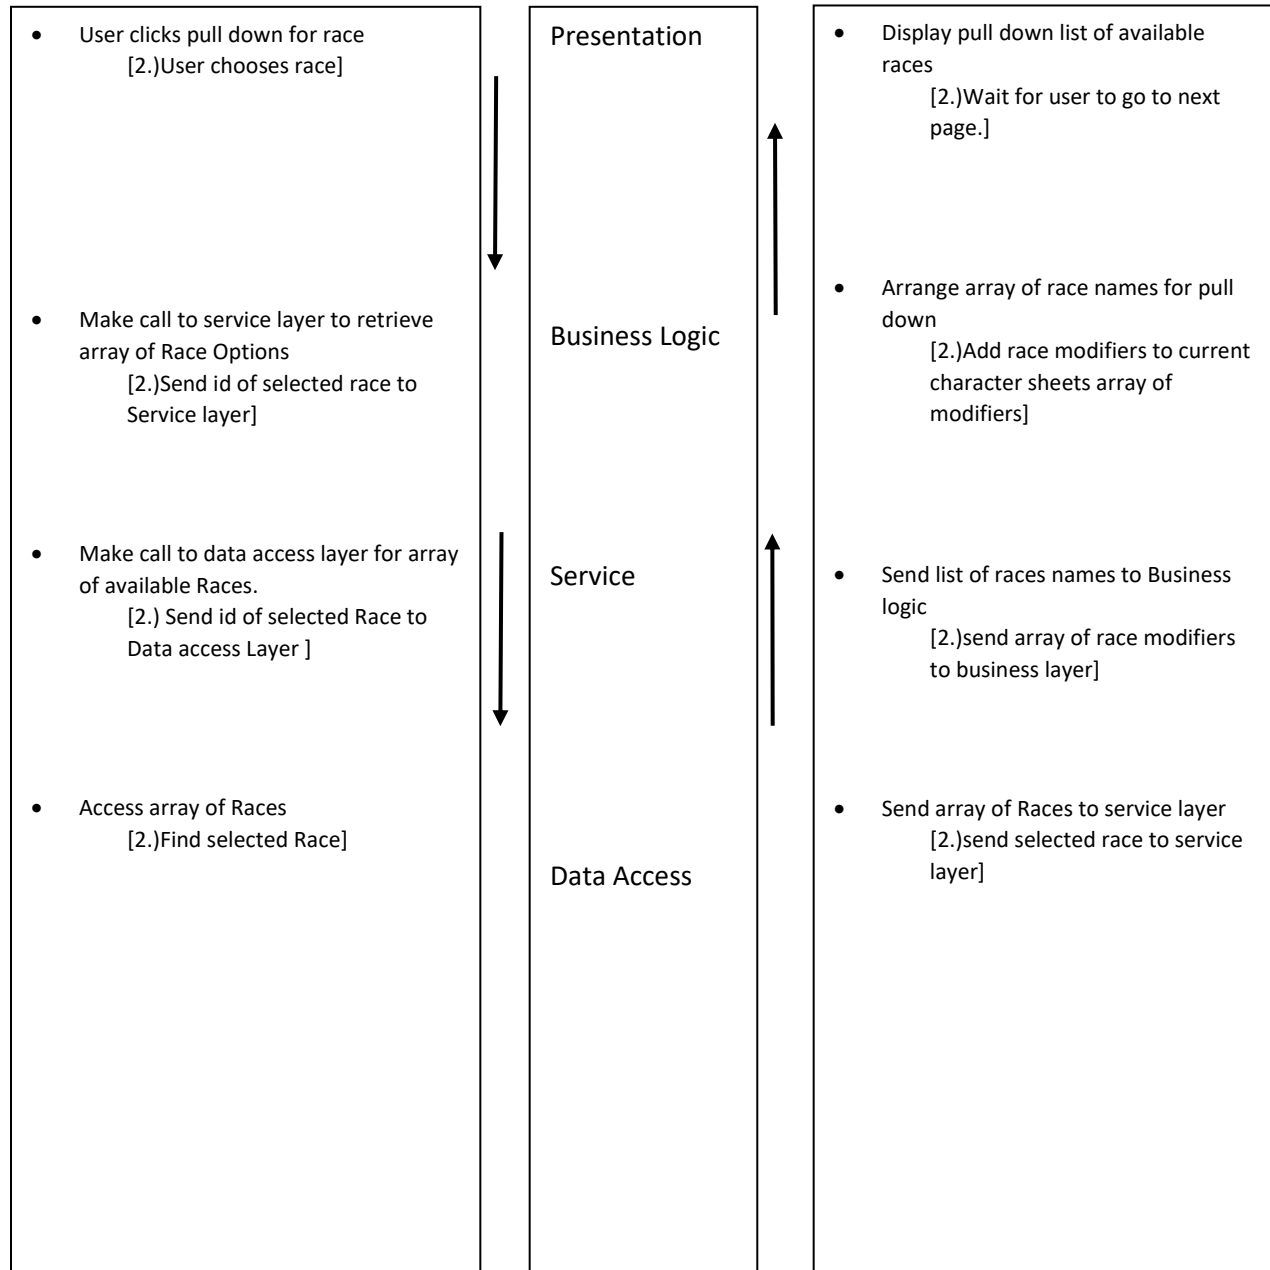 • User clicks pull down for race
[2.)User chooses race]
• Make call to service layer to retrieve
array of Race Options
[2.)Send id of selected race to
Service layer]
• Make call to data access layer for array
of available Races.
[2.) Send id of selected Race to
Data access Layer ]
• Access array of Races
[2.)Find selected Race]
Presentation
Business Logic
Service
Data Access
• Display pull down list of available
races
[2.)Wait for user to go to next
page.]
• Arrange array of race names for pull
down
[2.)Add race modifiers to current
character sheets array of
modifiers]
• Send list of races names to Business
logic
[2.)send array of race modifiers
to business layer]
• Send array of Races to service layer
[2.)send selected race to service
layer]